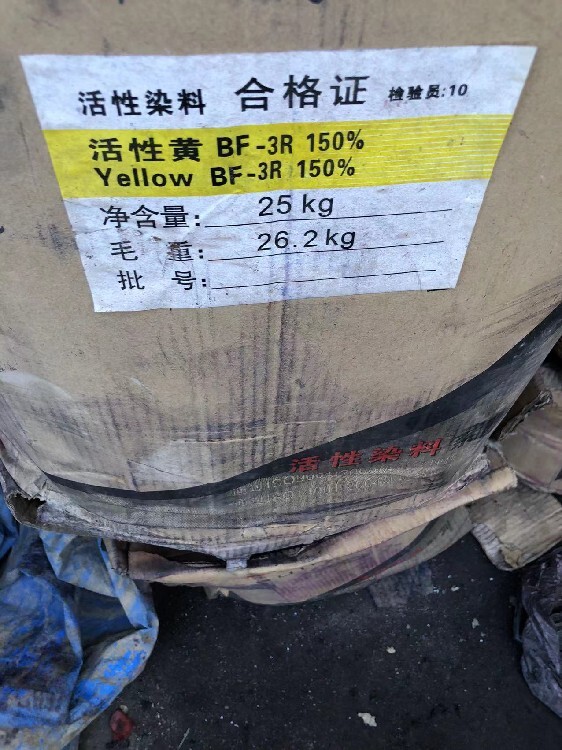 活性染料 合格证 检验员:10
活性黄 BF-3R 150%
Yellow BF-3R 150%
净含量: 25 kg
毛 重: 26.2 kg
批 号:
活性染料